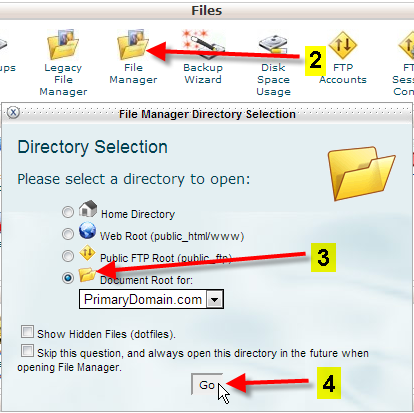 Files
ups
Legacy
File
Manager
File
Manager
Backup
Wizard
Disk
Space
Usage
FTP
Accounts
FT
Sess
Con
2
File Manager Directory Selection
Directory Selection
Please select a directory to open:
Home Directory
Web Root (public_html/www)
Public FTP Root (public_ftp)
3
Document Root for:
PrimaryDomain.com
Show Hidden Files (dotfiles).
Skip this question, and always open this directory in the future when
opening File Manager.
Go
4